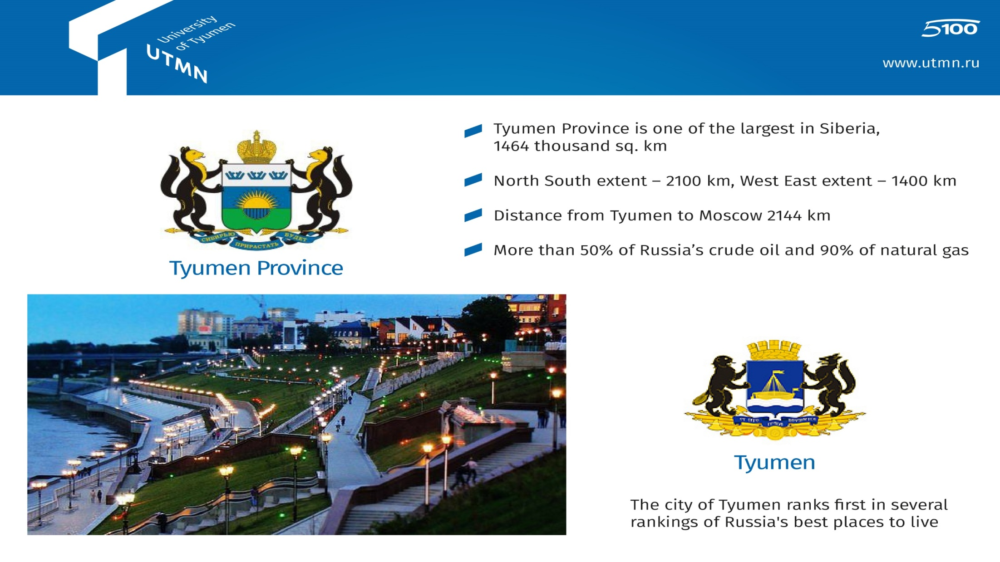 University
of Tyumen
UTMN
5100
www.utmn.ru
Tyumen Province is one of the largest in Siberia,
1464 thousand sq. km
North South extent – 2100 km, West East extent – 1400 km
Distance from Tyumen to Moscow 2144 km
More than 50% of Russia’s crude oil and 90% of natural gas
СИБИРЬЮ
ПРИРАСТАТЬ
БУДЕТ
Tyumen Province
Tyumen
The city of Tyumen ranks first in several
rankings of Russia's best places to live